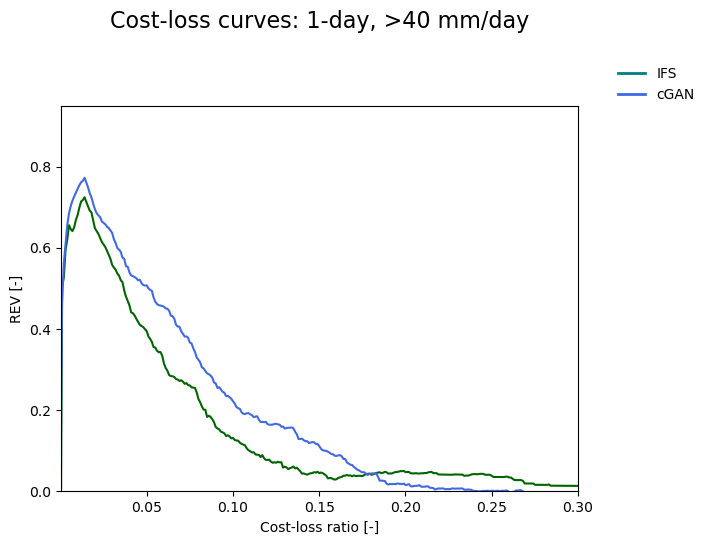 Cost-loss curves: 1-day, >40 mm/day
IFS
cGAN
0.8
0.6
0.4
0.2
0.0
REV [-]
0.05 0.10 0.15 0.20 0.25 0.30
Cost-loss ratio [-]